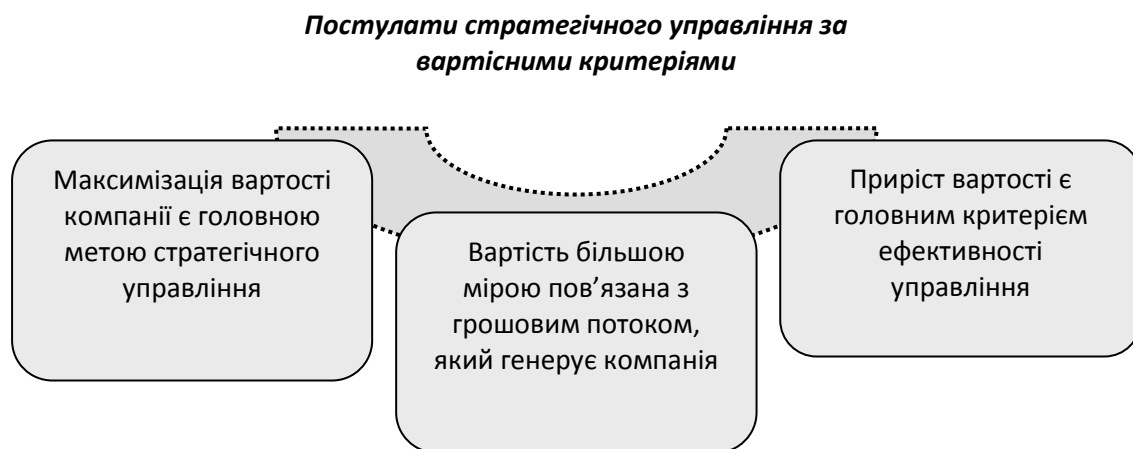 Постулати стратегічного управління за
вартісними критеріями
Максимізація вартості
компанії є головною
метою стратегічного
управління
Вартість більшою
мірою пов’язана з
грошовим потоком,
який генерує компанія
Приріст вартості є
головним критерієм
ефективності
управління